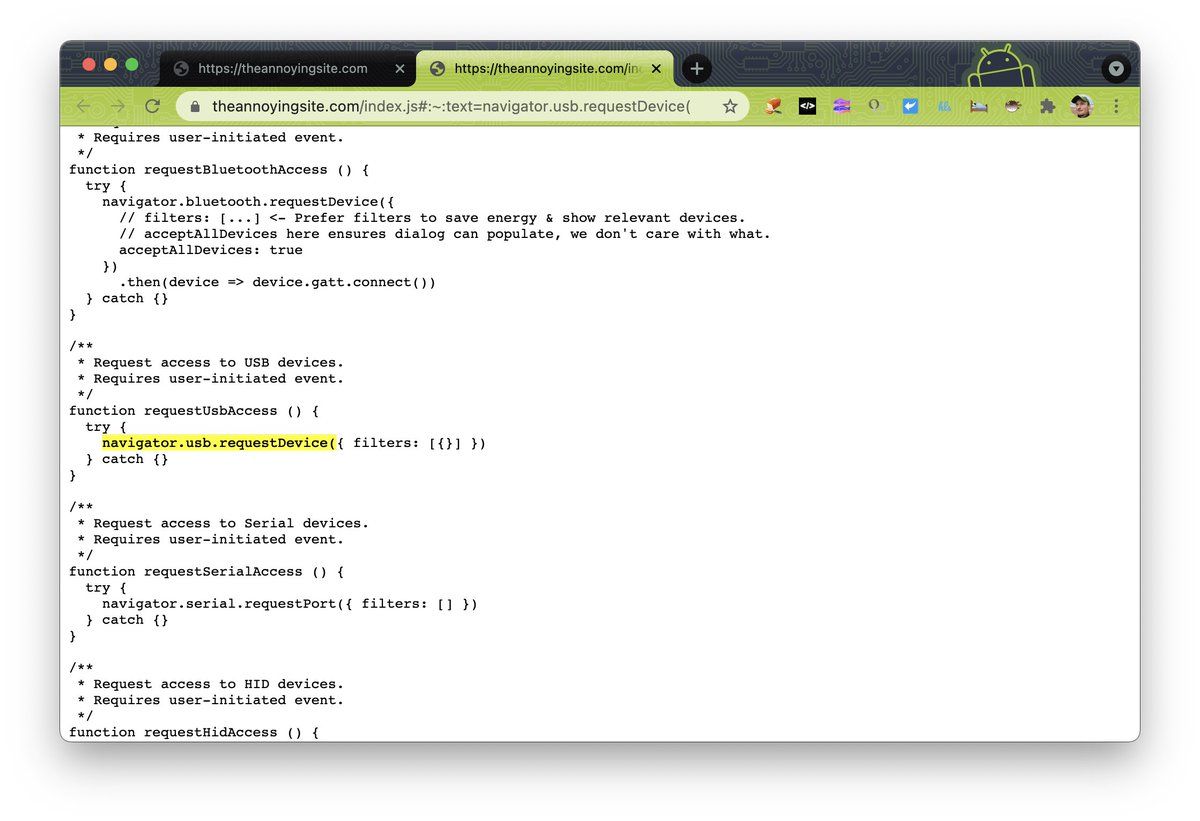 https://theannoyingsite.com
https://theannoyingsite.com/in
theannoyingsite.com/index.js#:~:text=navigator.usb.requestDevice(
 * Requires user-initiated event.
 */
function requestBluetoothAccess () {
  try {
    navigator.bluetooth.requestDevice({
      // filters: [...] <- Prefer filters to save energy & show relevant devices.
      // acceptAllDevices here ensures dialog can populate, we don't care with what.
      acceptAllDevices: true
    })
      .then(device => device.gatt.connect())
  } catch {}
}
/**
 * Request access to USB devices.
 * Requires user-initiated event.
 */
function requestUsbAccess () {
  try {
    navigator.usb.requestDevice({ filters: [{}] })
  } catch {}
}
/**
 * Request access to Serial devices.
 * Requires user-initiated event.
 */
function requestSerialAccess () {
  try {
    navigator.serial.requestPort({ filters: [] })
  } catch {}
}
/**
 * Request access to HID devices.
 * Requires user-initiated event.
 */
function requestHidAccess () {